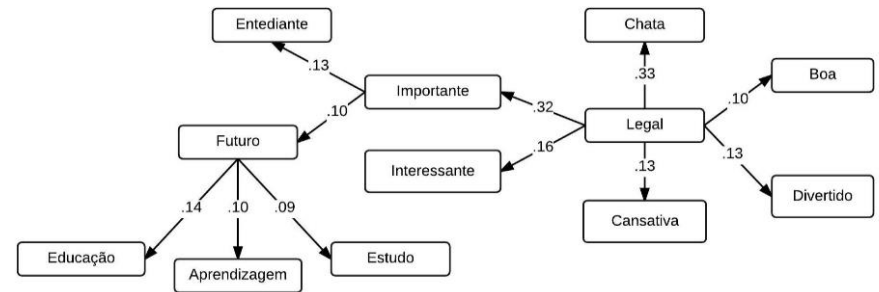 Entediante
Chata
.13
.33
Boa
Importante
.10
.32
Legal
.10
Futuro
.16
Interessante
.13
.13
Divertido
.14
.10
.09
Cansativa
Educação
Aprendizagem
Estudo